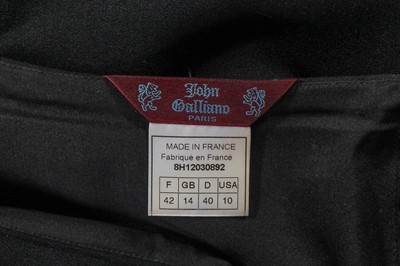 John
Galliano
PARIS
MADE IN FRANCE
Fabriqué en France
8H12030892
F GB D USA
42 14 40 10